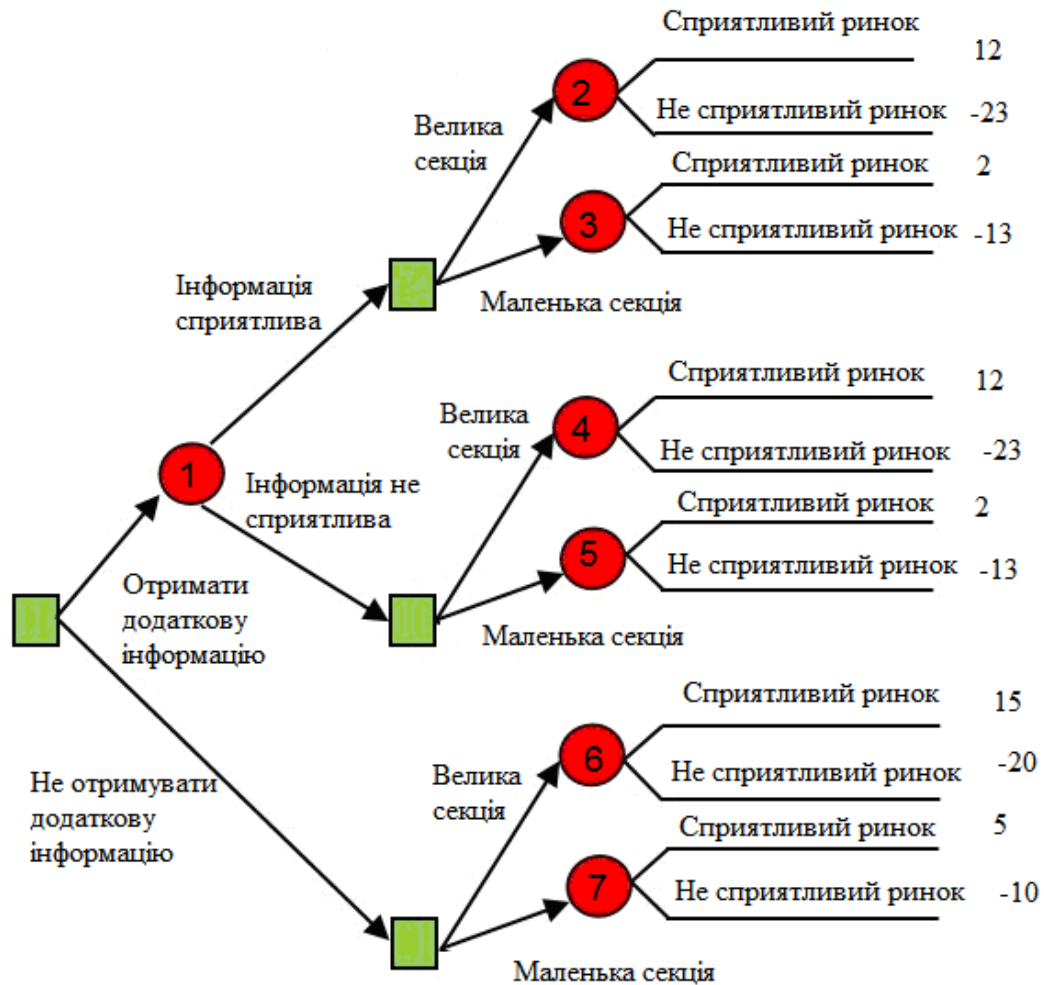 Сприятливий ринок
12
2
Не сприятливий ринок
-23
Велика
секція
Сприятливий ринок
2
3
Не сприятливий ринок
-13
Інформація
сприятлива
Маленька секція
Сприятливий ринок
12
Велика
секція
4
Не сприятливий ринок
-23
1
Інформація не
сприятлива
Сприятливий ринок
2
5
Не сприятливий ринок
-13
Отримати
додаткову
інформацію
Маленька секція
Сприятливий ринок
15
6
Не отримувати
додаткову
інформацію
Велика
секція
Не сприятливий ринок
-20
Сприятливий ринок
5
7
Не сприятливий ринок
-10
Маленька секція